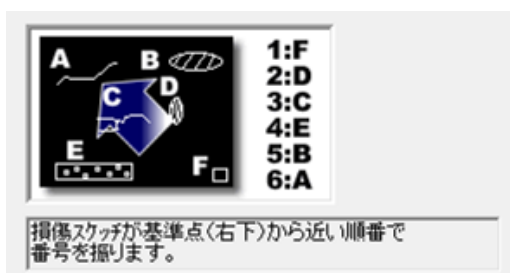 A
B
D
C
E
F
1:F
2:D
3:C
4:E
5:B
6:A
損傷スケッチが基準点(右下)から近い順番で
番号を振ります。